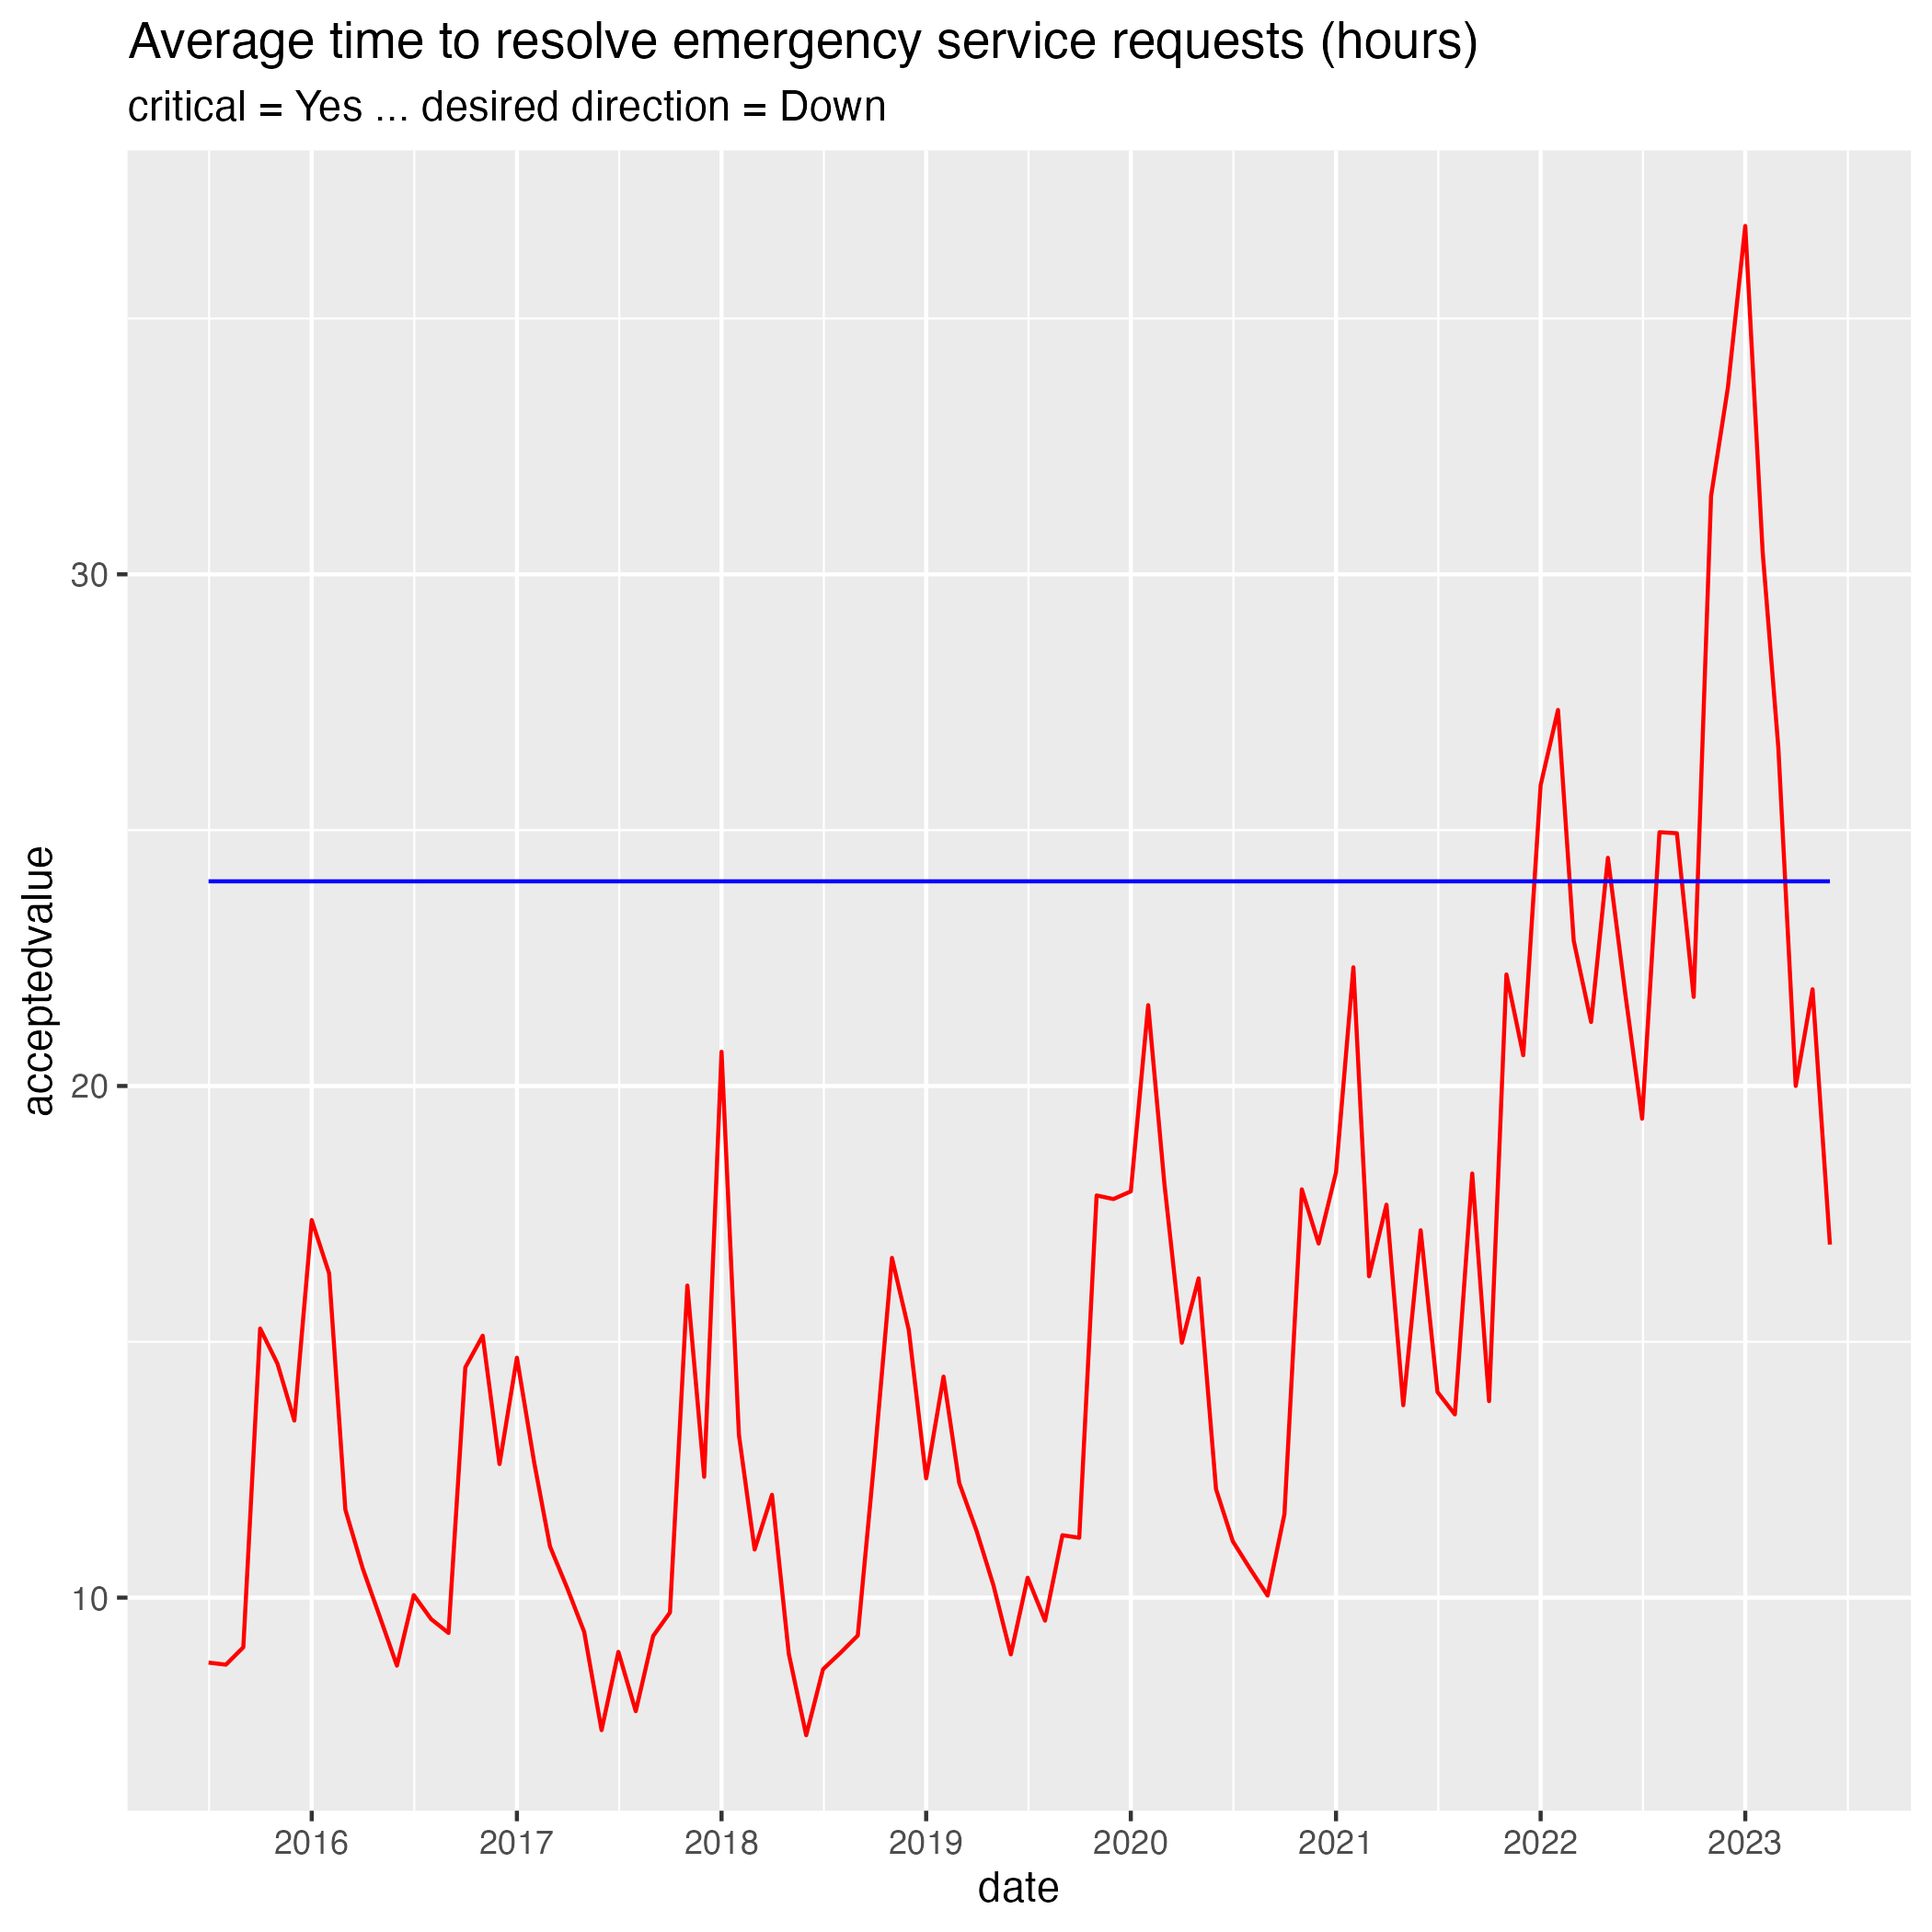 Average time to resolve emergency service requests (hours)
critical = Yes ... desired direction = Down
acceptedvalue
30
20
10
2016 2017 2018 2019 2020 2021 2022 2023
date